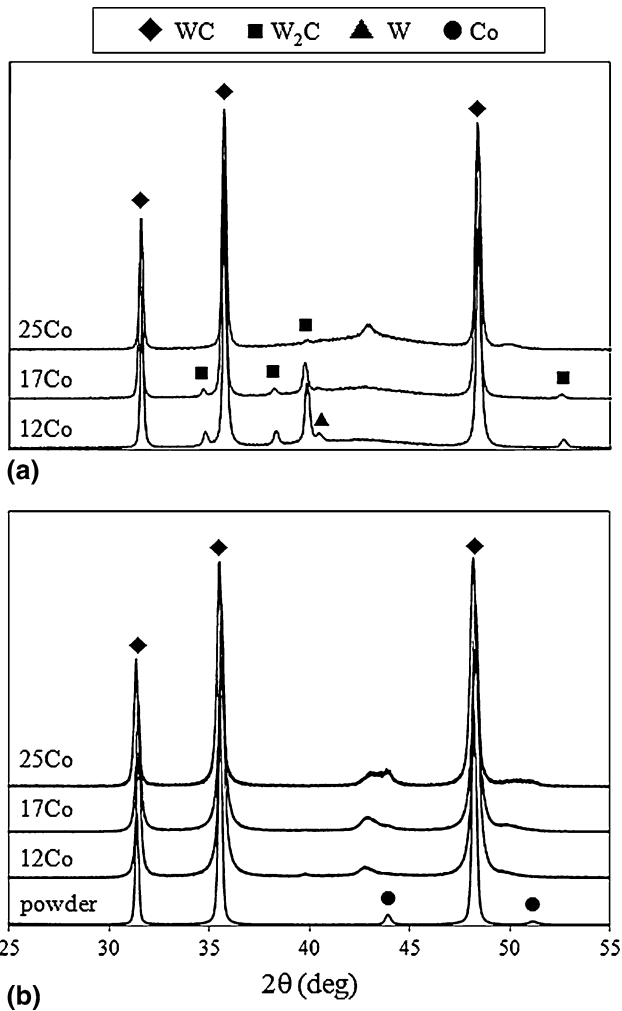 ◆ WC ■ W₂C ▲ W ● Co
25Co
17Co
12Co
(a)
25Co
17Co
12Co
powder
25 30 35 40 45 50 55
2θ (deg)
(b)